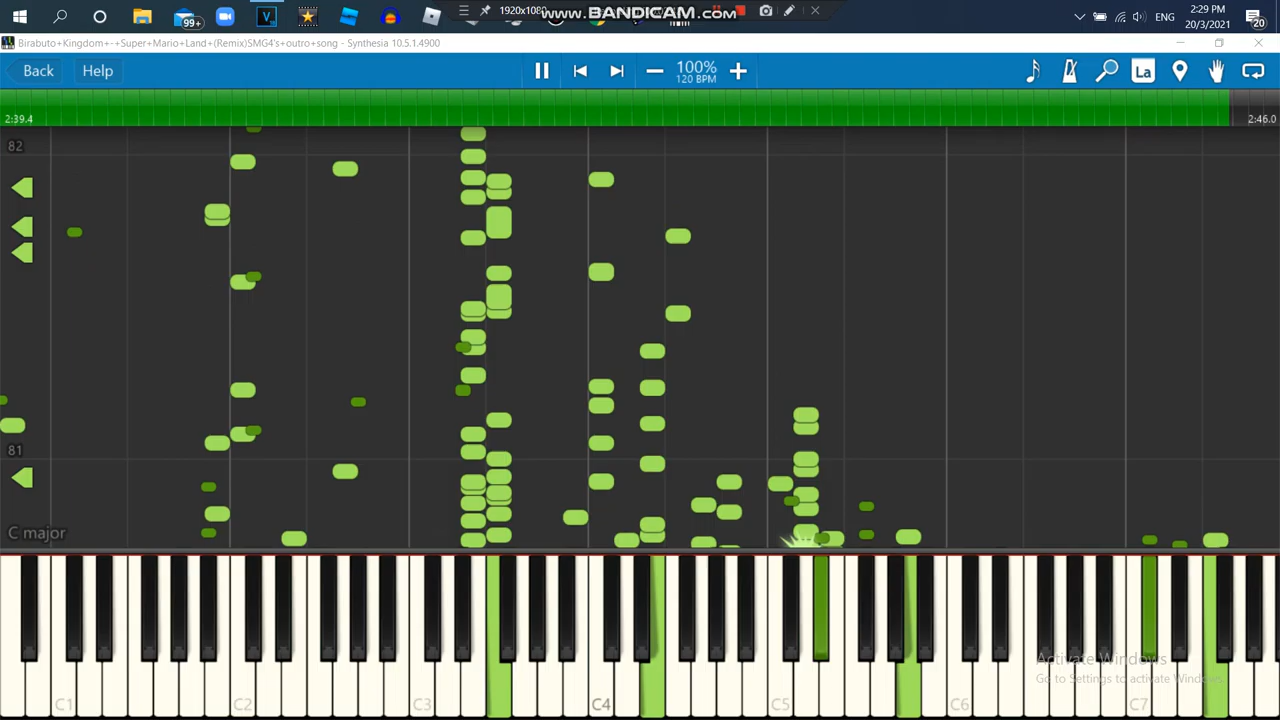 99+
1920x1080
www.BANDICAM.com
ENG
2:29 PM
20/3/2021
20
Birabuto+Kingdom+-+Super+Mario+Land+(Remix)SMG4's+outro+song - Synthesia 10.5.1.4900
Back
Help
100%
120 BPM
La
2:39.4
2:46.0
82
81
C major
Activate Windows
Go to Settings to activate Windows.
C1
C2
C3
C4
C5
C6
C7